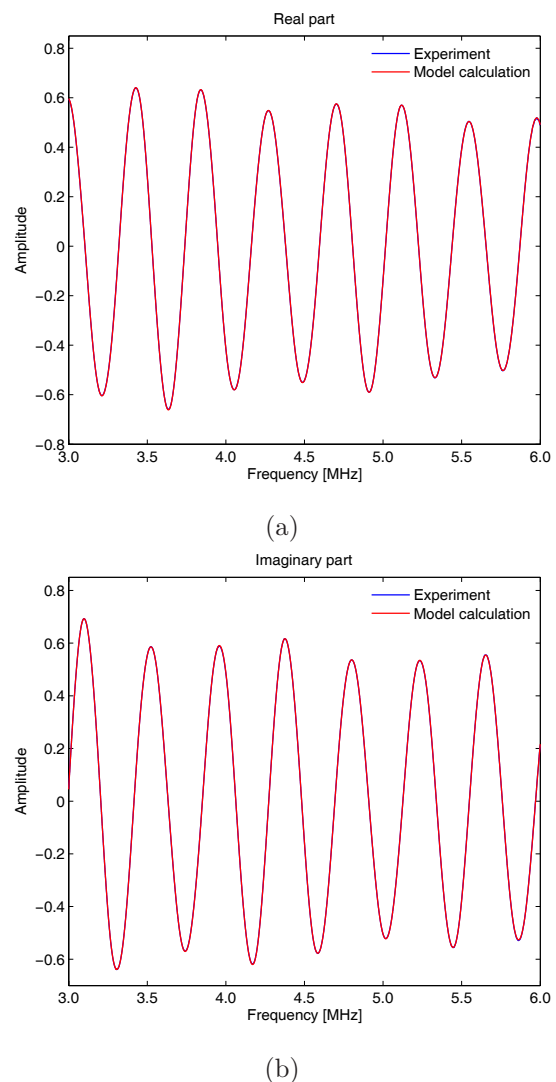 Real part
Experiment
Model calculation
0.8
0.6
0.4
0.2
0
−0.2
−0.4
−0.6
−0.8
Amplitude
3.0 3.5 4.0 4.5 5.0 5.5 6.0
Frequency [MHz]
(a)
Imaginary part
Experiment
Model calculation
0.8
0.6
0.4
0.2
0
−0.2
−0.4
−0.6
Amplitude
3.0 3.5 4.0 4.5 5.0 5.5 6.0
Frequency [MHz]
(b)